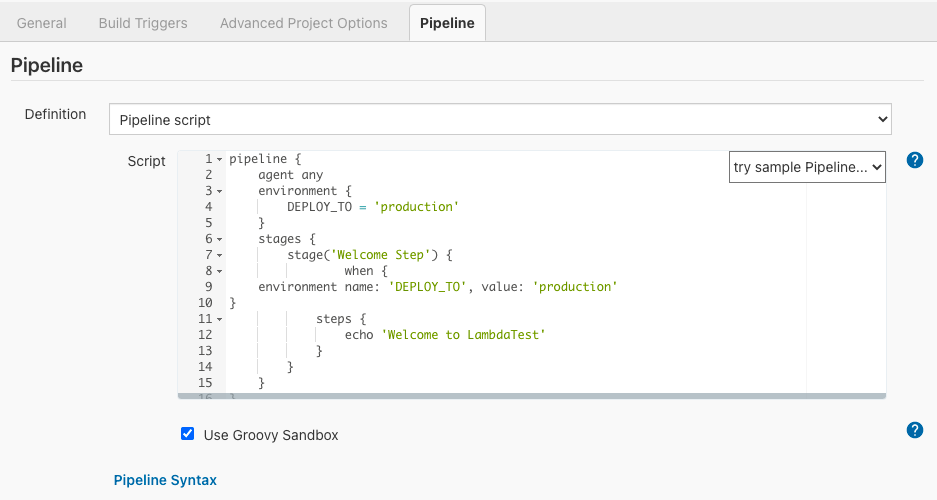 General Build Triggers Advanced Project Options Pipeline
Pipeline
Definition Pipeline script
Script try sample Pipeline... ?
1 pipeline {
2     agent any
3     environment {
4         DEPLOY_TO = 'production'
5     }
6     stages {
7         stage('Welcome Step') {
8                 when {
9     environment name: 'DEPLOY_TO', value: 'production'
10 }
11             steps {
12                 echo 'Welcome to LambdaTest'
13             }
14         }
15     }
16 }
Use Groovy Sandbox ?
Pipeline Syntax